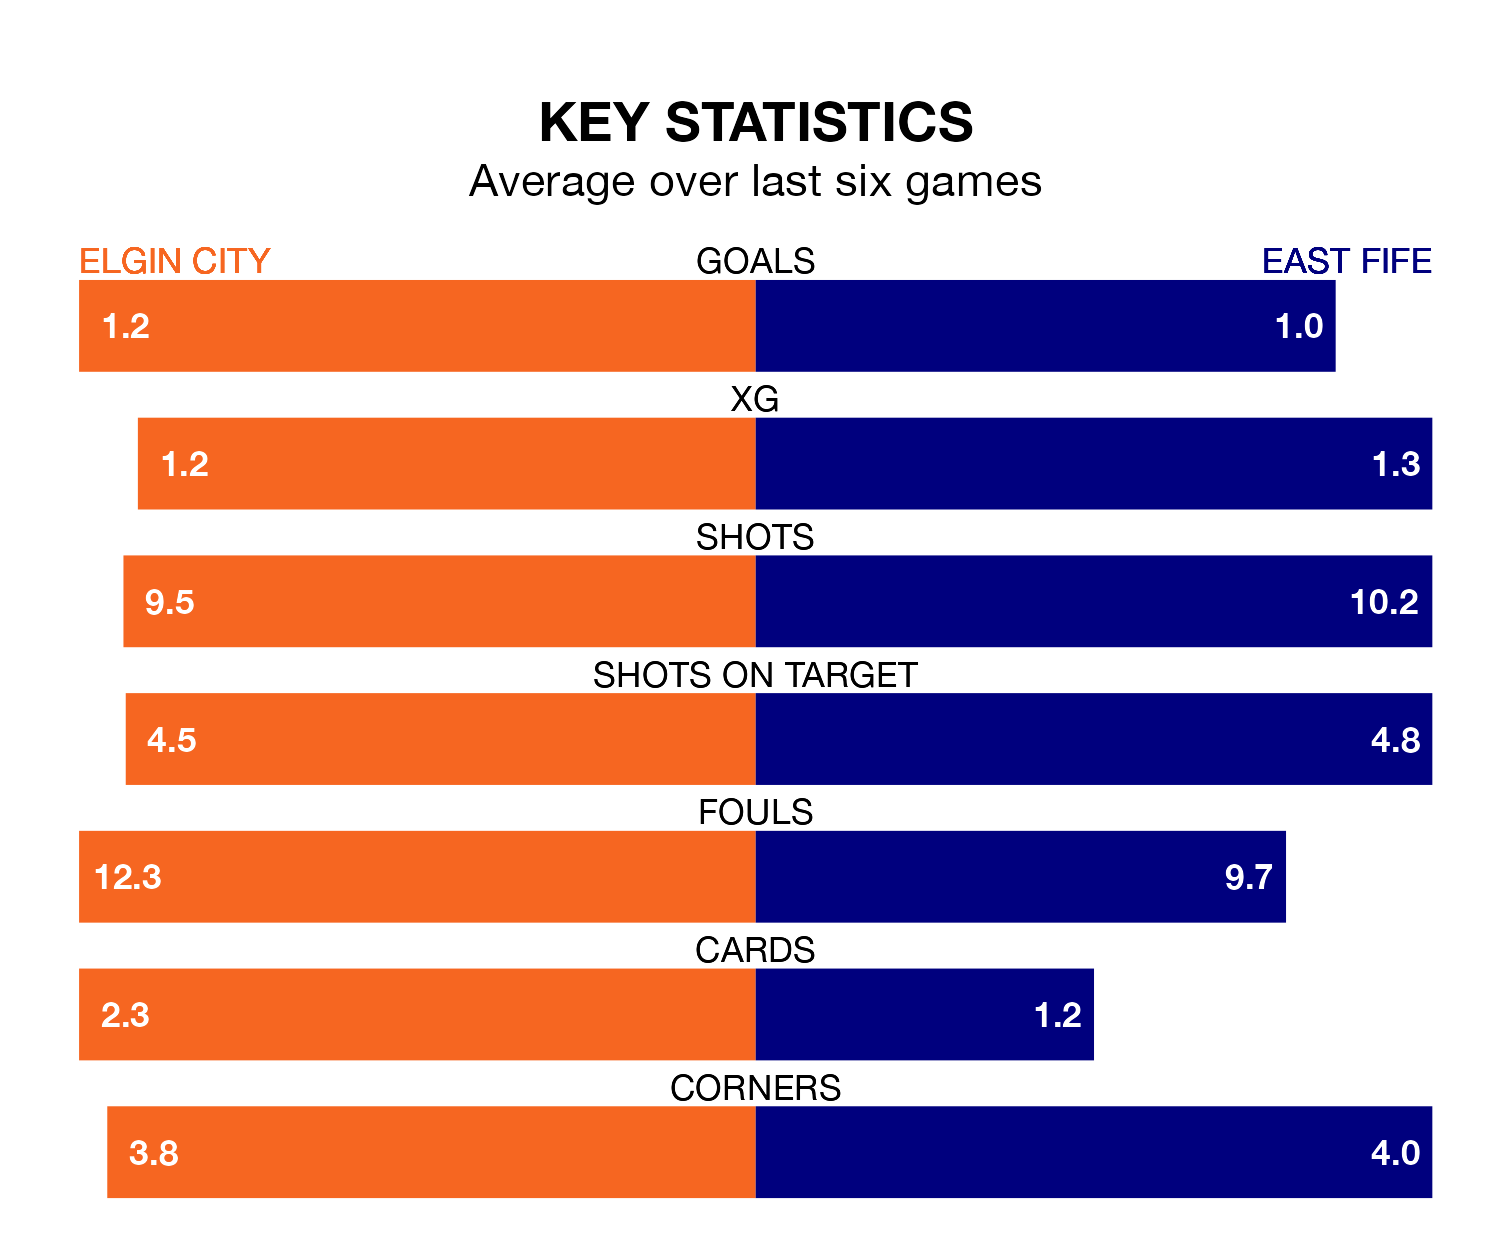 KEY STATISTICS
Average over last six games
ELGIN CITY GOALS EAST FIFE
1.2 1.0
XG
1.2 1.3
SHOTS
9.5 10.2
SHOTS ON TARGET
4.5 4.8
FOULS
12.3 9.7
CARDS
2.3 1.2
CORNERS
3.8 4.0